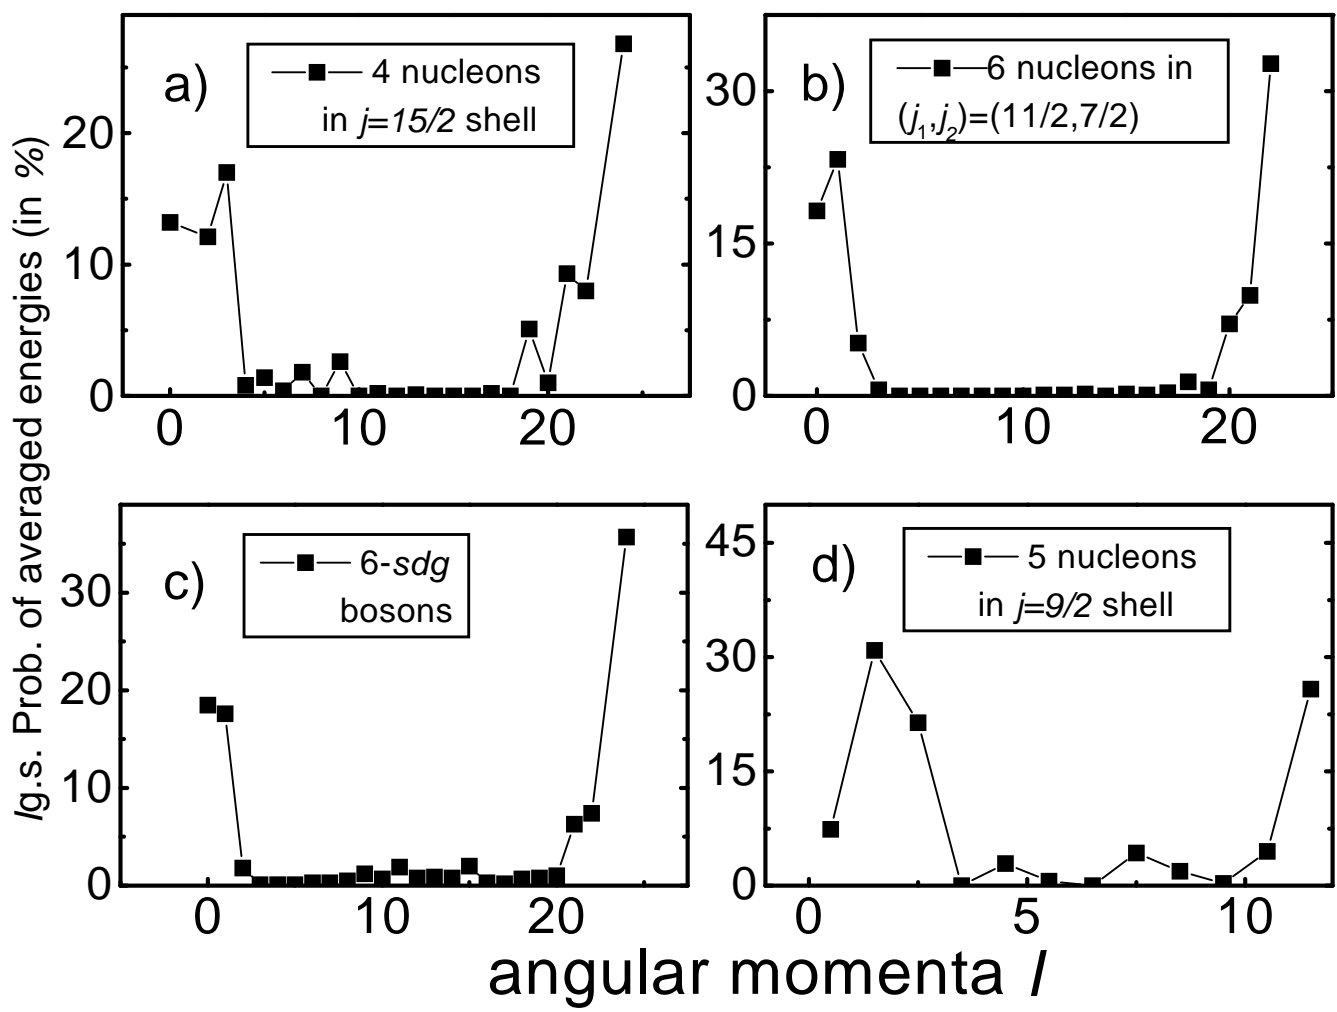 Ig.s. Prob. of averaged energies (in %)
a)
4 nucleons
in j=15/2 shell
20
10
0
0 10 20
b)
6 nucleons in
(j1,j2)=(11/2,7/2)
30
15
0
0 10 20
c)
6-sdg
bosons
30
20
10
0
0 10 20
d)
5 nucleons
in j=9/2 shell
45
30
15
0
0 5 10
angular momenta I